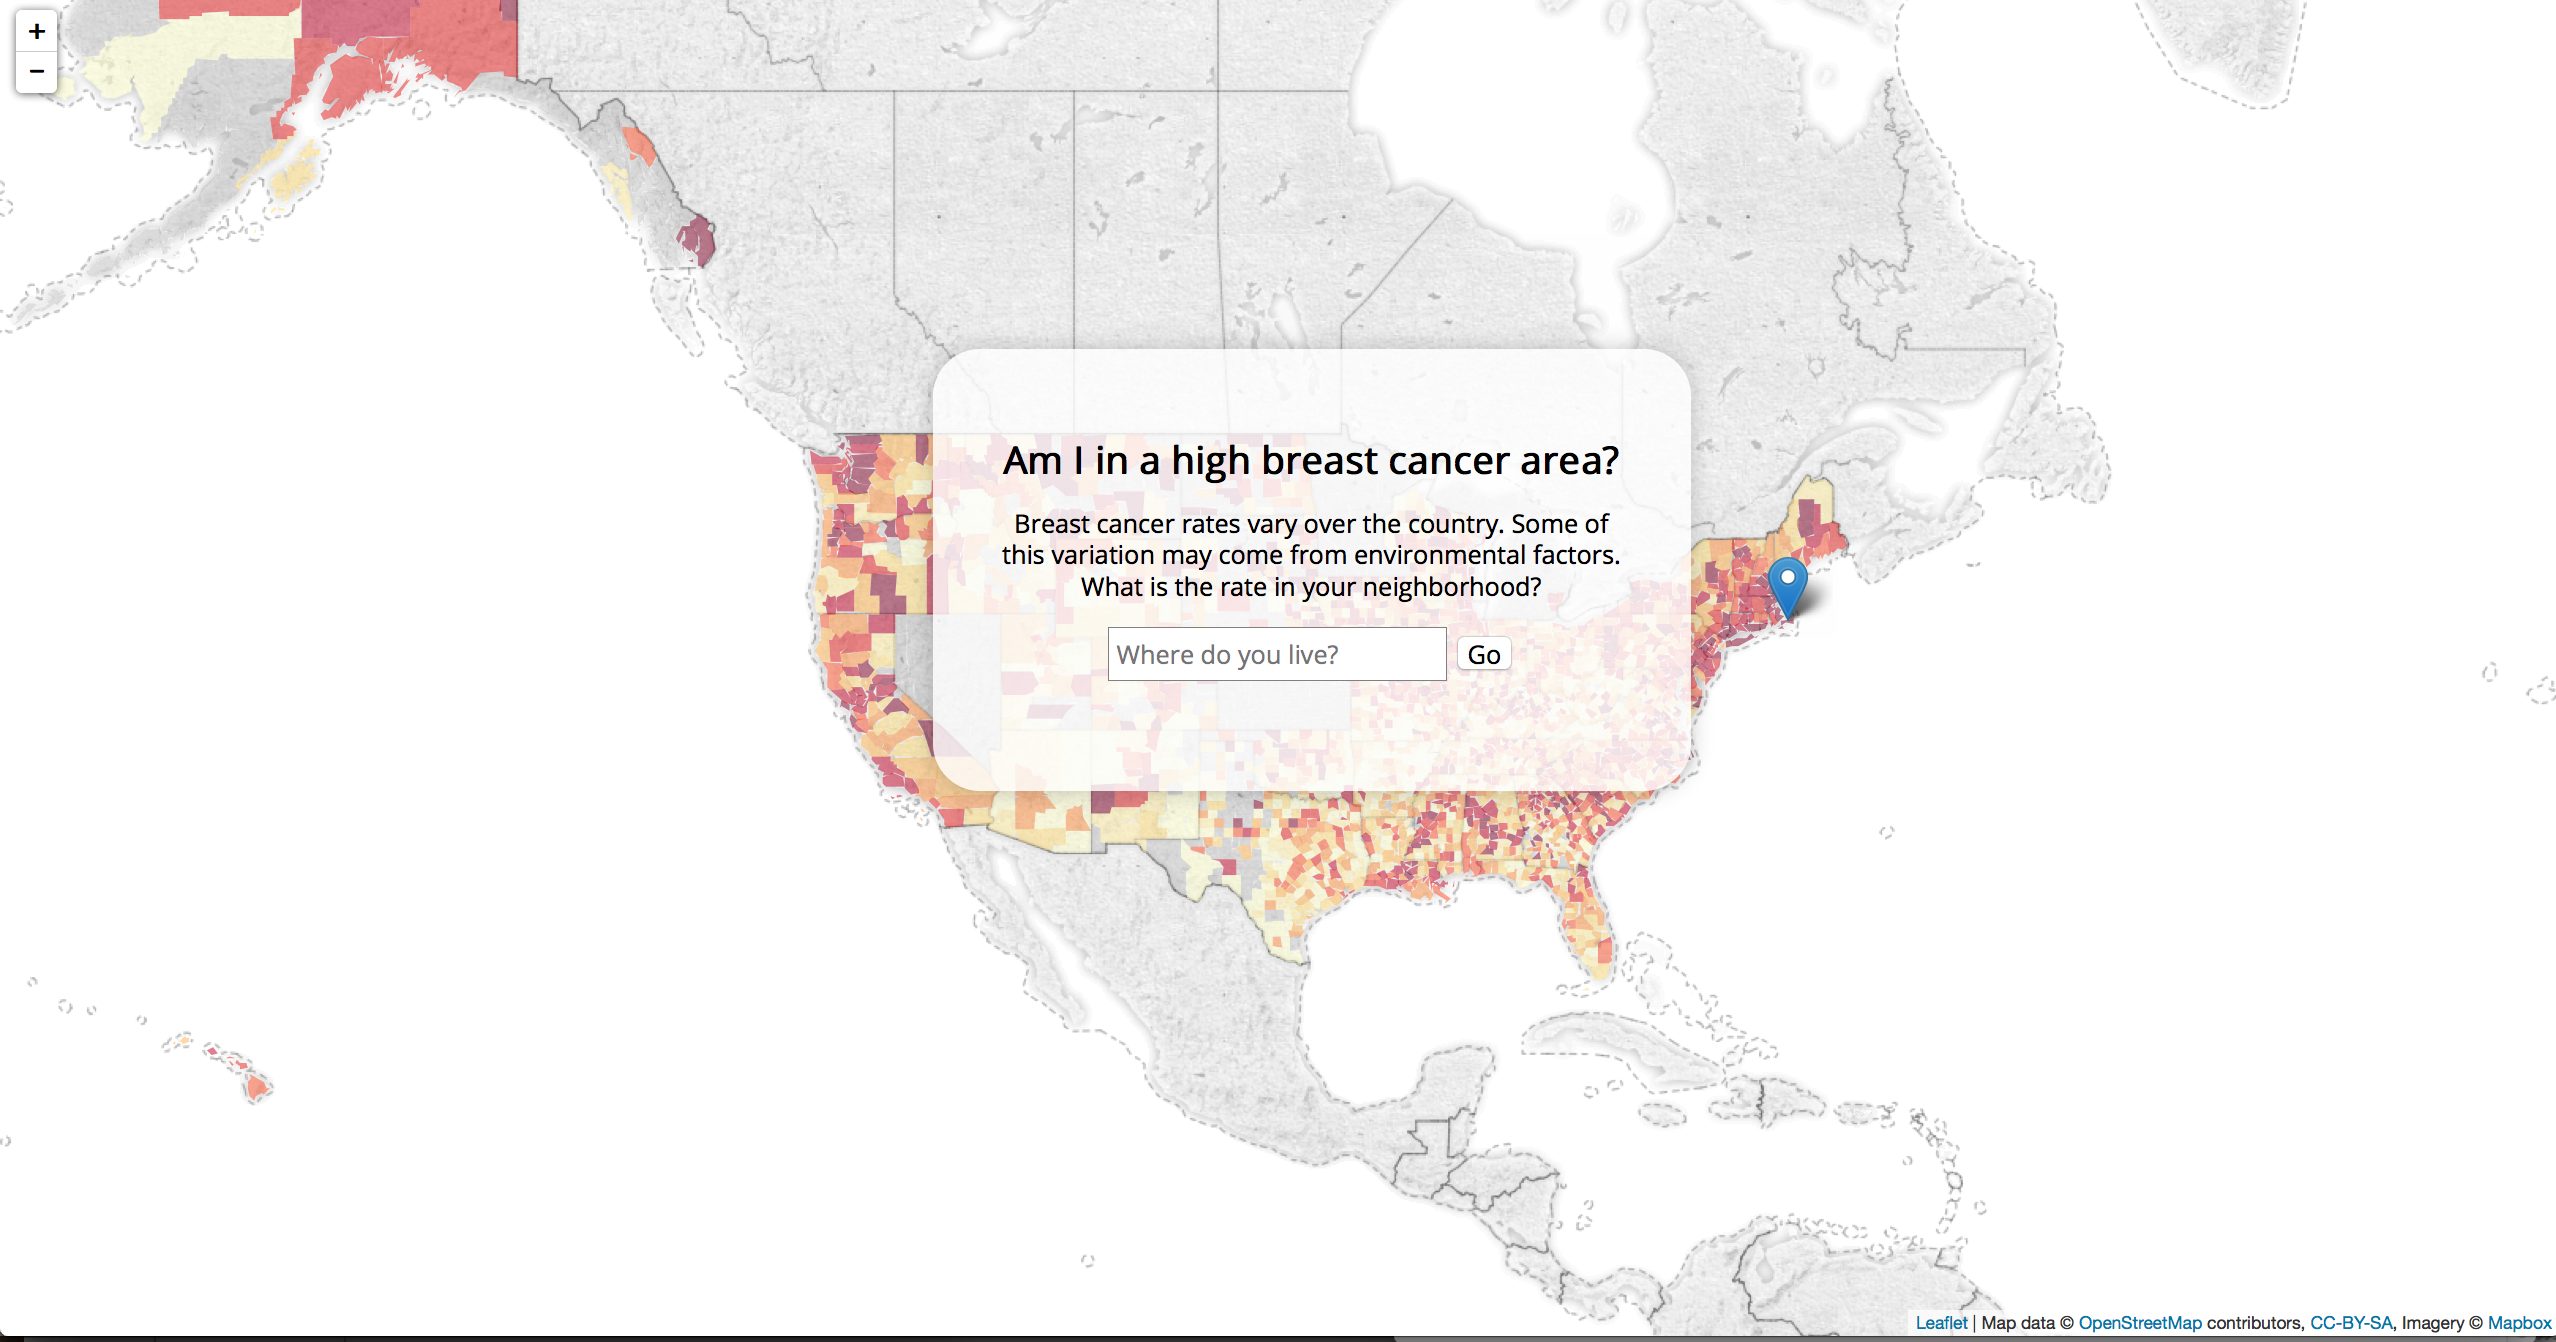 +
−
Am I in a high breast cancer area?
Breast cancer rates vary over the country. Some of
this variation may come from environmental factors.
What is the rate in your neighborhood?
Where do you live? Go
Leaflet | Map data © OpenStreetMap contributors, CC-BY-SA, Imagery © Mapbox